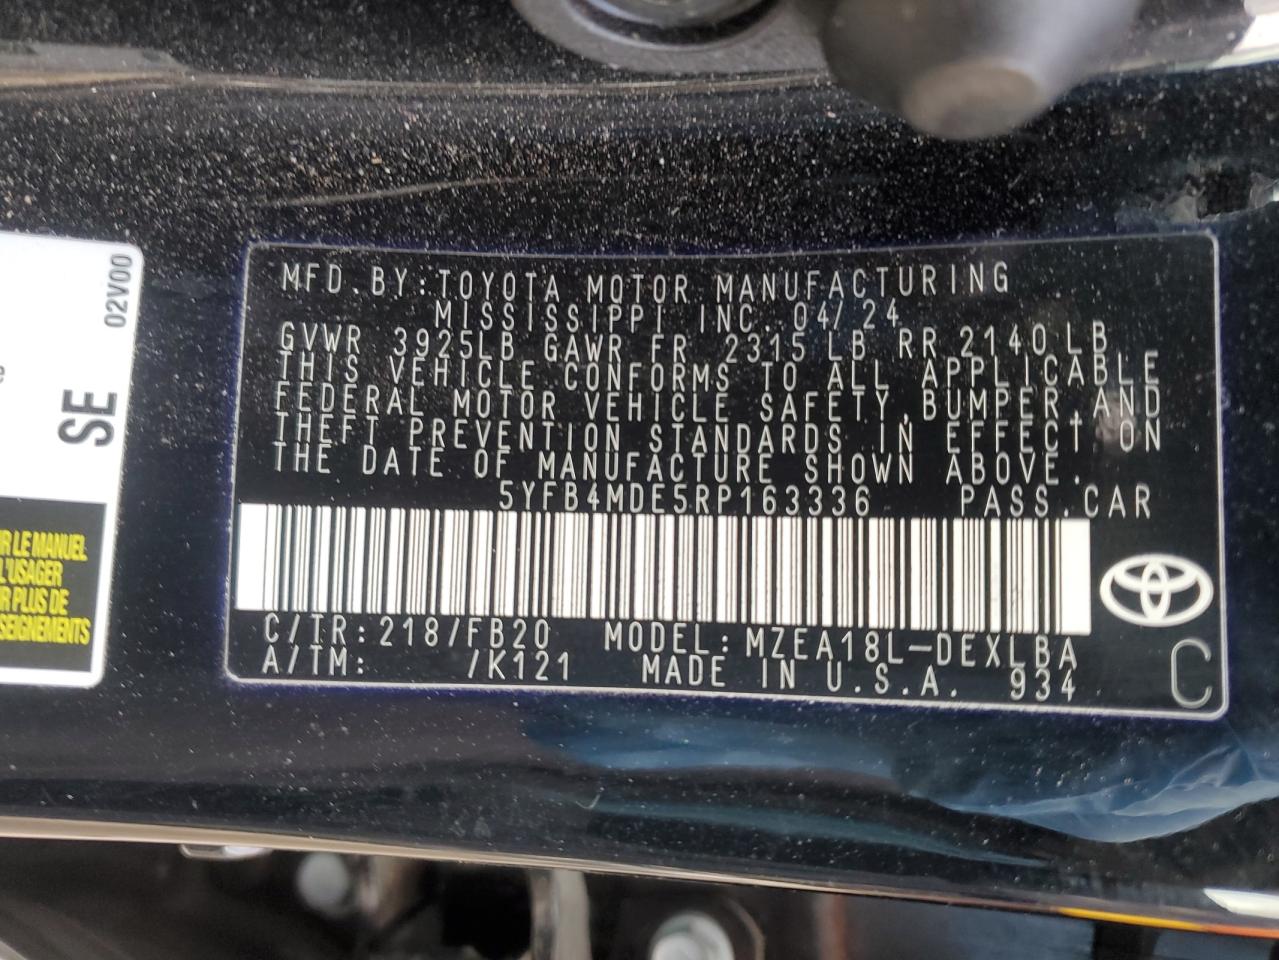 MFD.BY:TOYOTA MOTOR MANUFACTURING
MISSISSIPPI INC. 04/24
GVWR 3925LB GAWR FR 2315 LB RR 2140 LB
THIS VEHICLE CONFORMS TO ALL APPLICABLE
FEDERAL MOTOR VEHICLE SAFETY,BUMPER,AND
THEFT PREVENTION STANDARDS IN EFFECT ON
THE DATE OF MANUFACTURE SHOWN ABOVE.
5YFB4MDE5RP163336 PASS.CAR
C/TR:218/FB20 MODEL:MZEA18L-DEXLBA
A/TM: /K121 MADE IN U.S.A. 934
C
02V00
SE
LE MANUEL
L'USAGER
PLUS DE